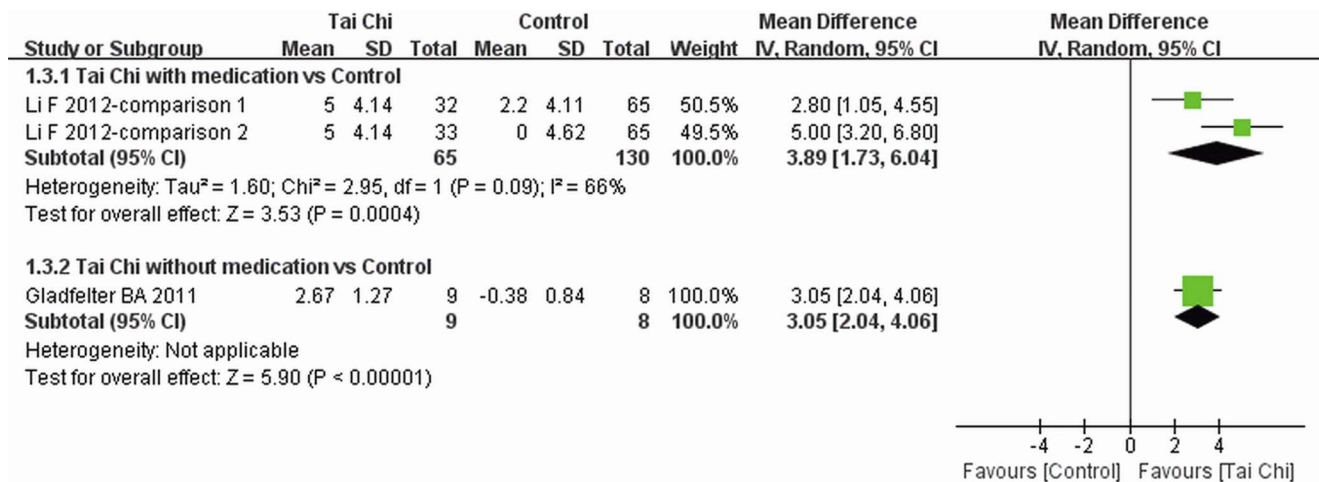 Tai Chi Control Mean Difference Mean Difference
Study or Subgroup Mean SD Total Mean SD Total Weight IV, Random, 95% CI IV, Random, 95% CI
1.3.1 Tai Chi with medication vs Control
Li F 2012-comparison 1 5 4.14 32 2.2 4.11 65 50.5% 2.80 [1.05, 4.55]
Li F 2012-comparison 2 5 4.14 33 0 4.62 65 49.5% 5.00 [3.20, 6.80]
Subtotal (95% CI) 65 130 100.0% 3.89 [1.73, 6.04]
Heterogeneity: Tau² = 1.60; Chi² = 2.95, df = 1 (P = 0.09); I² = 66%
Test for overall effect: Z = 3.53 (P = 0.0004)
1.3.2 Tai Chi without medication vs Control
Gladfelter BA 2011 2.67 1.27 9 -0.38 0.84 8 100.0% 3.05 [2.04, 4.06]
Subtotal (95% CI) 9 8 100.0% 3.05 [2.04, 4.06]
Heterogeneity: Not applicable
Test for overall effect: Z = 5.90 (P < 0.00001)
-4 -2 0 2 4
Favours [Control] Favours [Tai Chi]